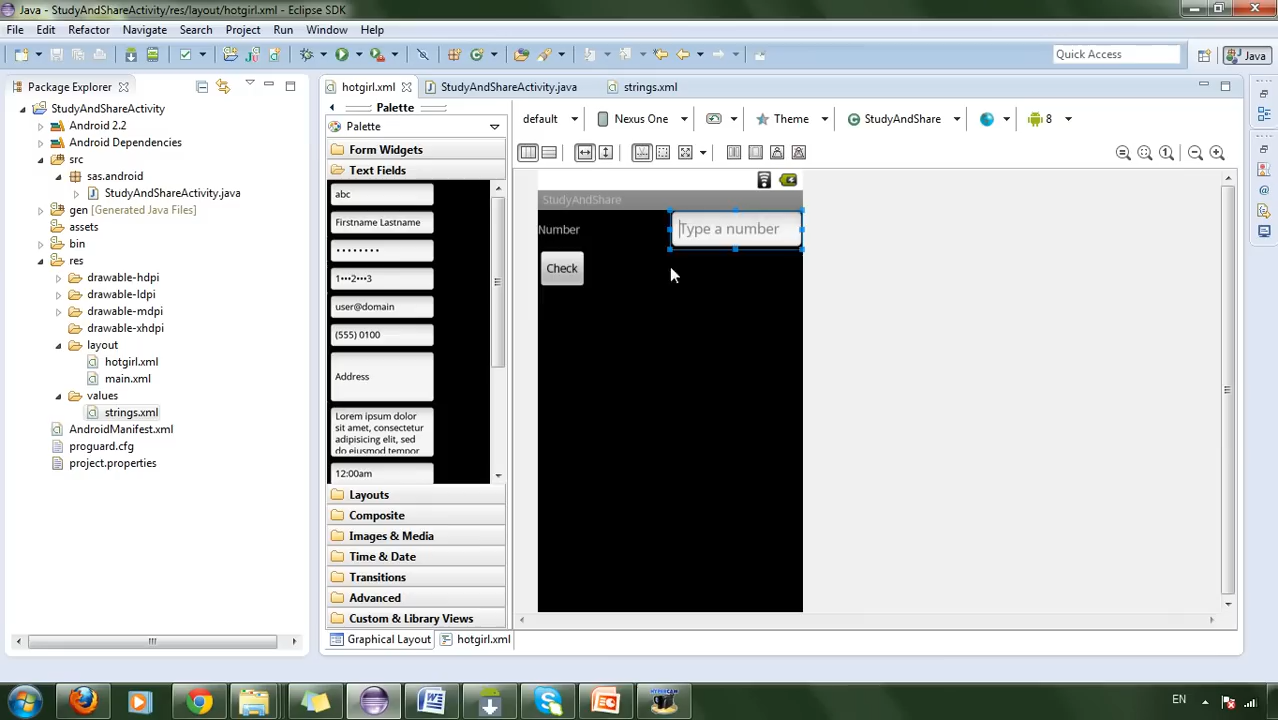 Java - StudyAndShareActivity/res/layout/hotgirl.xml - Eclipse SDK
File Edit Refactor Navigate Search Project Run Window Help
Quick Access
Java
Package Explorer
hotgirl.xml
StudyAndShareActivity.java
strings.xml
StudyAndShareActivity
Android 2.2
Android Dependencies
src
sas.android
StudyAndShareActivity.java
gen [Generated Java Files]
assets
bin
res
drawable-hdpi
drawable-ldpi
drawable-mdpi
drawable-xhdpi
layout
hotgirl.xml
main.xml
values
strings.xml
AndroidManifest.xml
proguard.cfg
project.properties
Palette
Palette
Form Widgets
Text Fields
abc
Firstname Lastname
••••••••
1•••2•••3
user@domain
(555) 0100
Address
Lorem ipsum dolor
sit amet, consectetur
adipisicing elit, sed
do eiusmod tempor
12:00am
Layouts
Composite
Images & Media
Time & Date
Transitions
Advanced
Custom & Library Views
default
Nexus One
Theme
StudyAndShare
8
StudyAndShare
Number
Type a number
Check
Graphical Layout
hotgirl.xml
HYPERCAM
EN